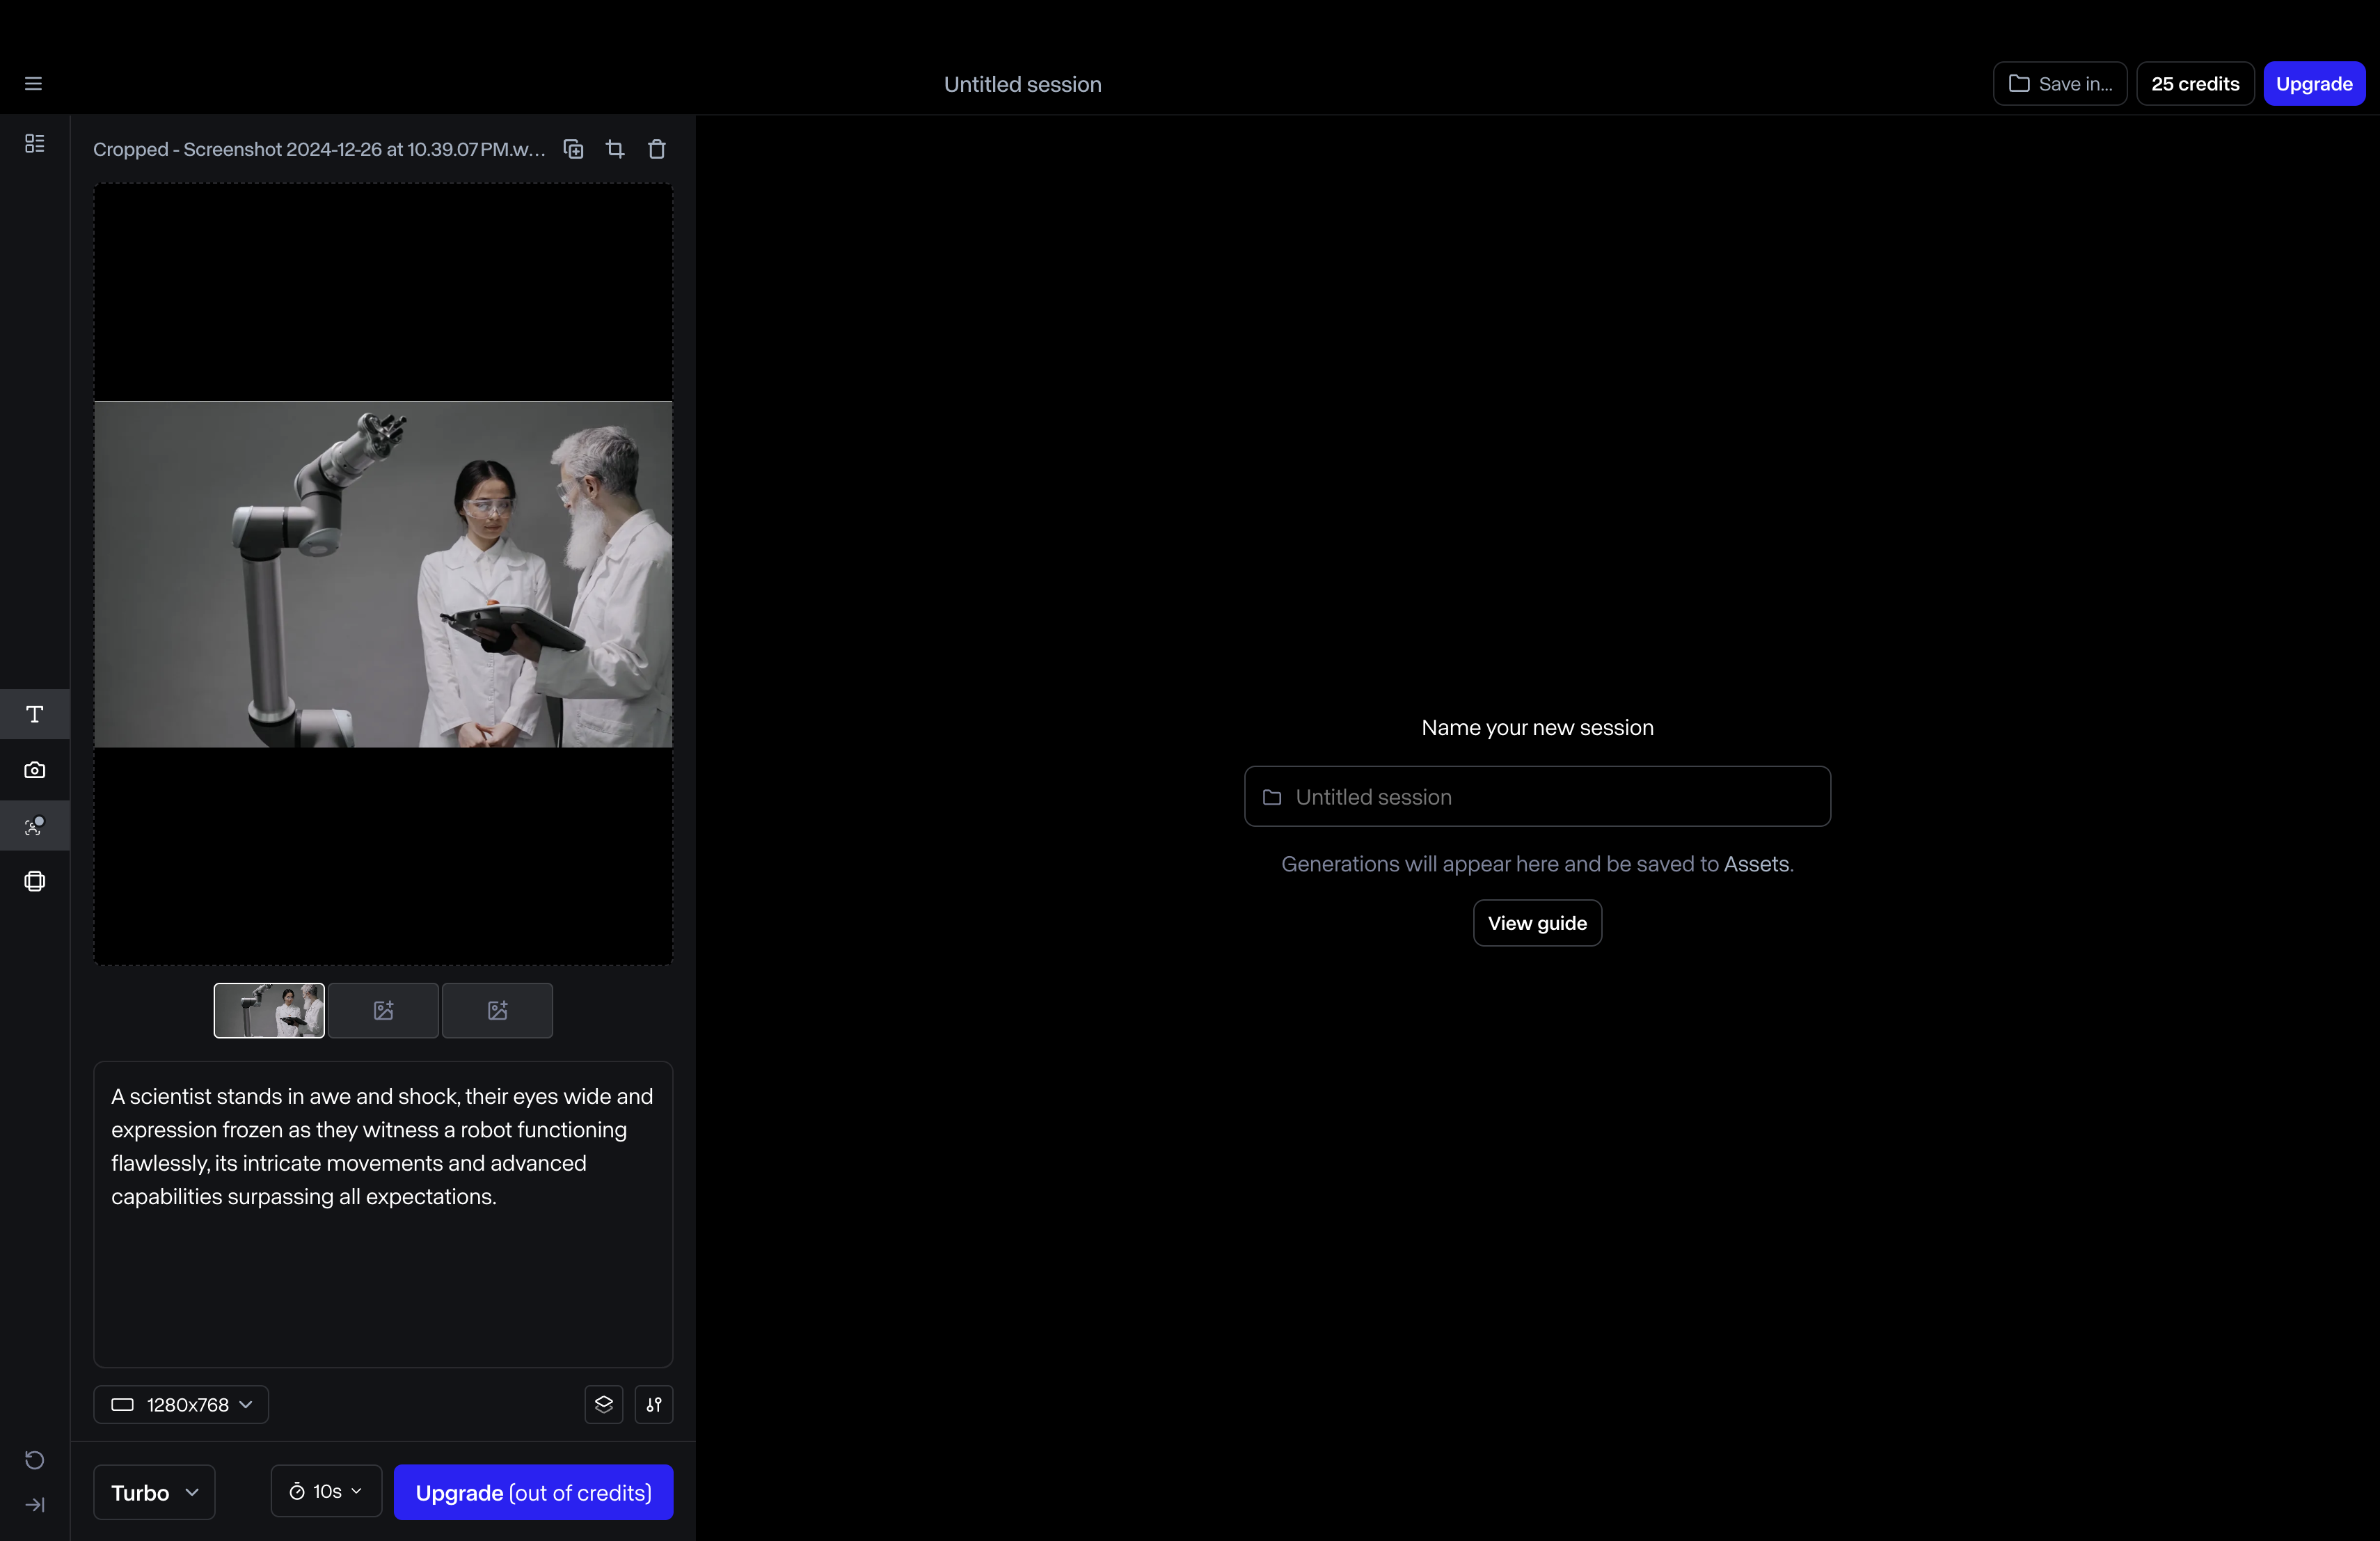 Untitled session
Save in...
25 credits
Upgrade
Cropped - Screenshot 2024-12-26 at 10.39.07 PM.w...
A scientist stands in awe and shock, their eyes wide and
expression frozen as they witness a robot functioning
flawlessly, its intricate movements and advanced
capabilities surpassing all expectations.
1280x768
Turbo
10s
Upgrade (out of credits)
Name your new session
Untitled session
Generations will appear here and be saved to Assets.
View guide